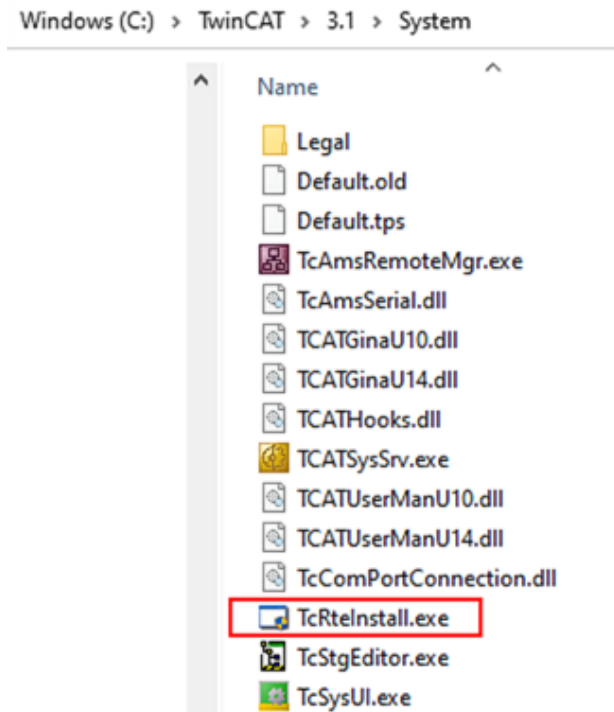 Windows (C:) > TwinCAT > 3.1 > System
Name
Legal
Default.old
Default.tps
TcAmsRemoteMgr.exe
TcAmsSerial.dll
TCATGinaU10.dll
TCATGinaU14.dll
TCATHooks.dll
TCATSysSrv.exe
TCATUserManU10.dll
TCATUserManU14.dll
TcComPortConnection.dll
TcRteInstall.exe
TcStgEditor.exe
TcSysUI.exe